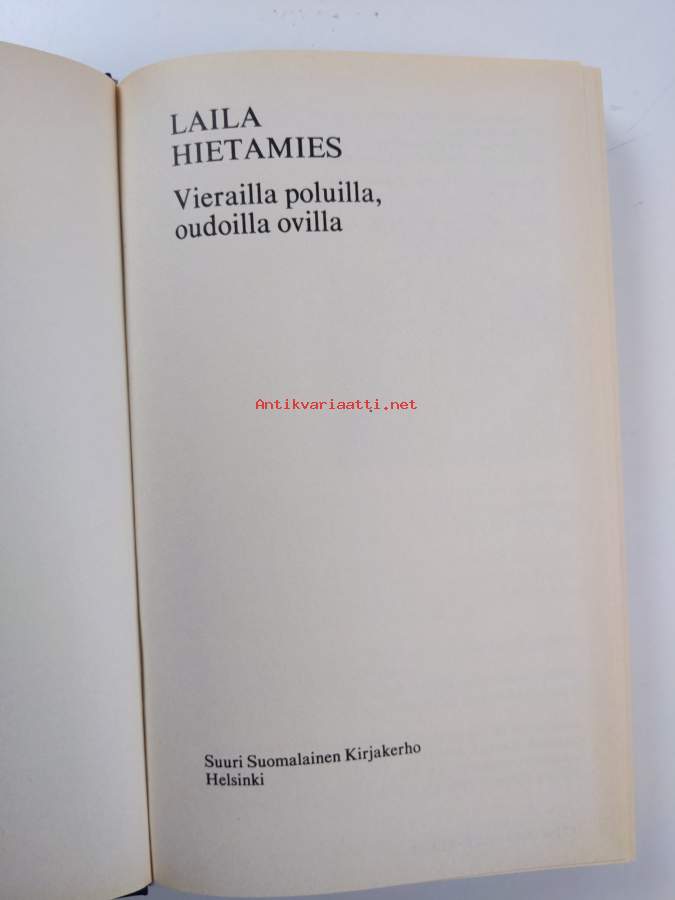 LAILA
HIETAMIES
Vierailla poluilla,
oudoilla ovilla
Antikvariaatti.net
Suuri Suomalainen Kirjakerho
Helsinki